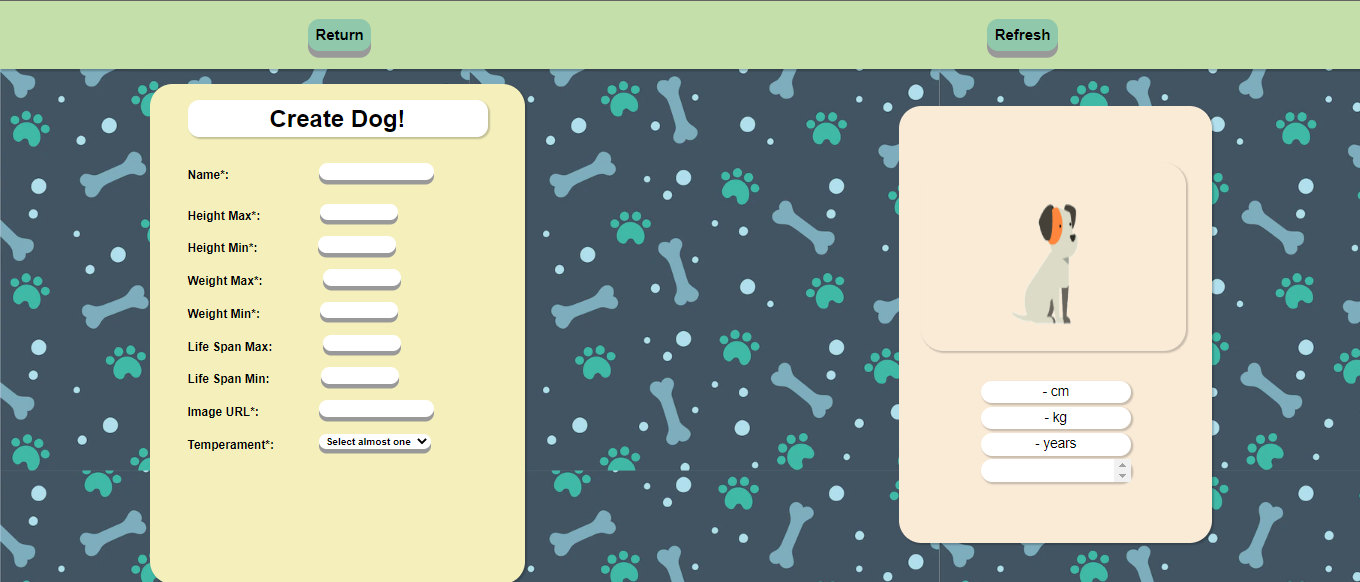 Return
Refresh
Create Dog!
Name*:
Height Max*:
Height Min*:
Weight Max*:
Weight Min*:
Life Span Max:
Life Span Min:
Image URL*:
Temperament*: Select almost one
- cm
- kg
- years